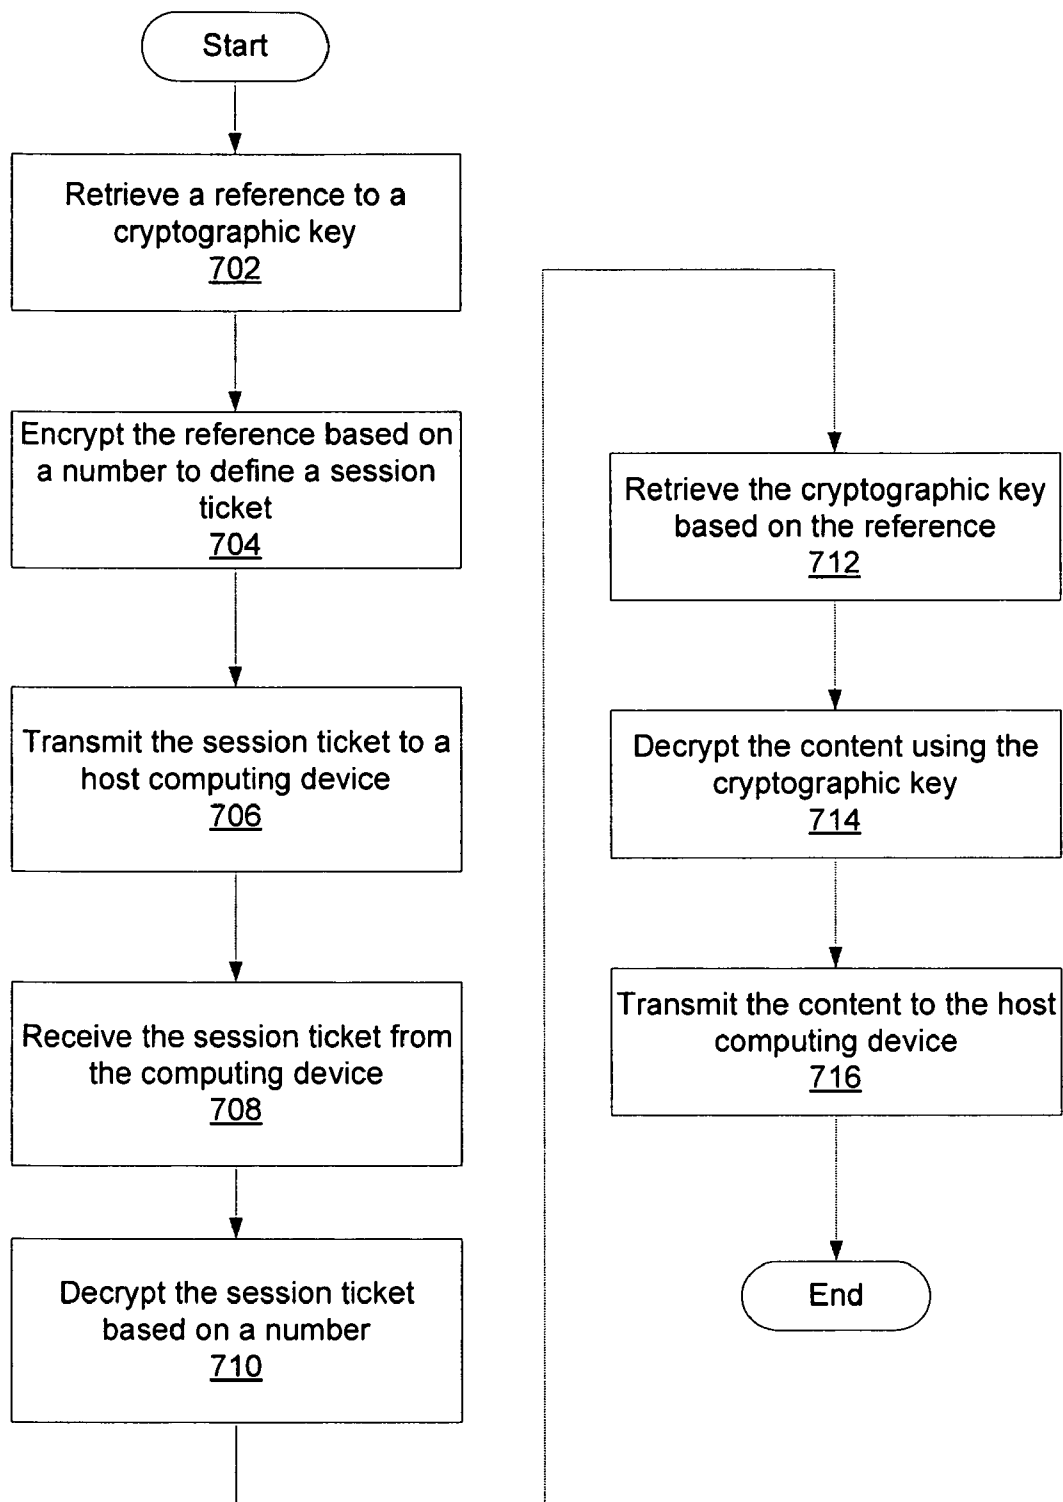 Start
Retrieve a reference to a
cryptographic key
702
Encrypt the reference based on
a number to define a session
ticket
704
Transmit the session ticket to a
host computing device
706
Receive the session ticket from
the computing device
708
Decrypt the session ticket
based on a number
710
Retrieve the cryptographic key
based on the reference
712
Decrypt the content using the
cryptographic key
714
Transmit the content to the host
computing device
716
End